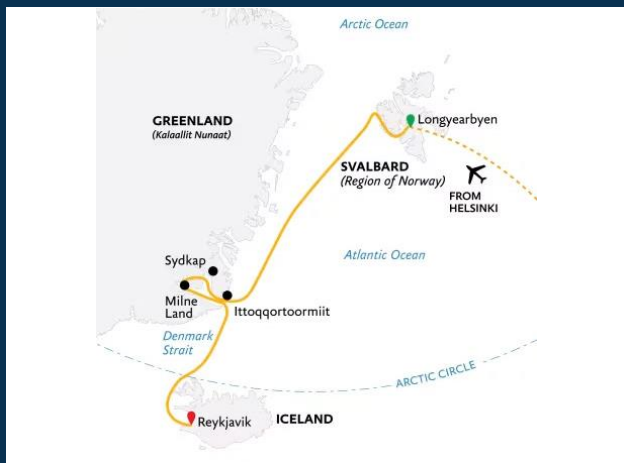 Arctic Ocean
GREENLAND
(Kalaallit Nunaat)
Longyearbyen
SVALBARD
(Region of Norway)
FROM
HELSINKI
Sydkap
Atlantic Ocean
Milne
Land
Ittoqqortoormiit
Denmark
Strait
ARCTIC CIRCLE
Reykjavik
ICELAND